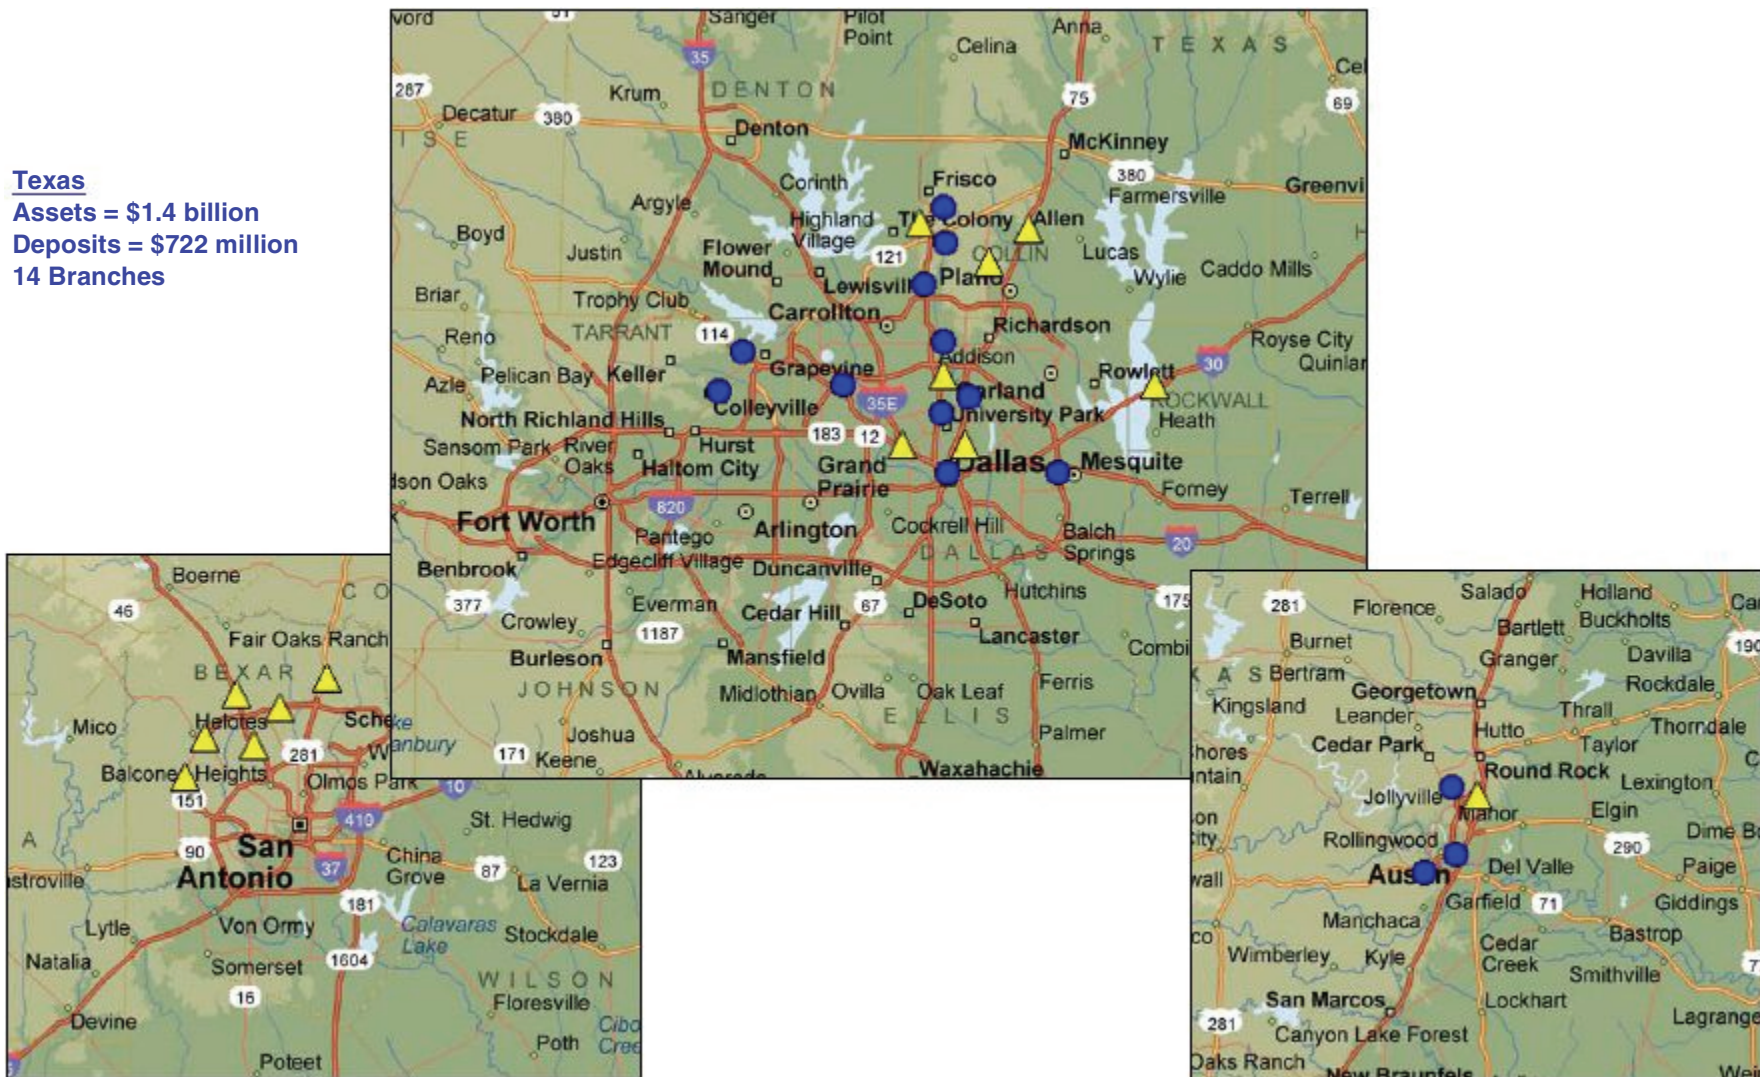 Texas
Assets = $1.4 billion
Deposits = $722 million
14 Branches
Sanger
Pilot
Point
Anna
Celina
T E X A S
35
287
Krum
DENTON
75
69
Decatur
380
Denton
McKinney
380
Farmersville
Frisco
Corinth
Argyle
Highland
Village
The Colony
Allen
Boyd
Justin
Flower
Mound
121
COLLIN
Lucas
Wylie
Caddo Mills
Briar
Trophy Club
Lewisvill
Plano
Carrollton
Reno
TARRANT
114
Richardson
Royse City
Addison
30
Azle
Pelican Bay
Keller
Grapevine
Rowlett
35E
Colleyville
University Park
Heath
North Richland Hills
183
12
Sansom Park
River
Oaks
Hurst
Haltom City
Grand
Prairie
Dallas
Mesquite
Forney
Terrell
820
Fort Worth
Arlington
Cockrell Hill
Balch
Springs
Pantego
DALLAS
20
Benbrook
Edgecliff Village
Duncanville
Hutchins
377
Everman
Cedar Hill
67
DeSoto
175
Crowley
1187
Lancaster
Burleson
Mansfield
JOHNSON
Midlothian
Ovilla
Oak Leaf
Ferris
ELLIS
Joshua
Palmer
171
Keene
Waxahachie
Boerne
46
Fair Oaks Ranch
BEXAR
Mico
Helotes
281
Balcone
Heights
Olmos Park
151
10
410
St. Hedwig
San
Antonio
90
37
China
Grove
87
123
La Vernia
181
Lytle
Von Ormy
Calavaras
Lake
Stockdale
Natalia
Somerset
1604
WILSON
16
Floresville
Devine
Poth
Poteet
281
Florence
Salado
Holland
Bartlett
Buckholts
Burnet
190
Bertram
Granger
Davilla
Georgetown
Rockdale
Kingsland
Leander
Thrall
Hutto
Thorndale
Cedar Park
Taylor
Round Rock
Lexington
Jollyville
Manor
Elgin
Rollingwood
290
Del Valle
Paige
Garfield
71
Giddings
Manchaca
Bastrop
Wimberley
Kyle
Cedar
Creek
Smithville
San Marcos
Lockhart
281
Lagrange
Canyon Lake Forest
Oaks Ranch
New Braunfels